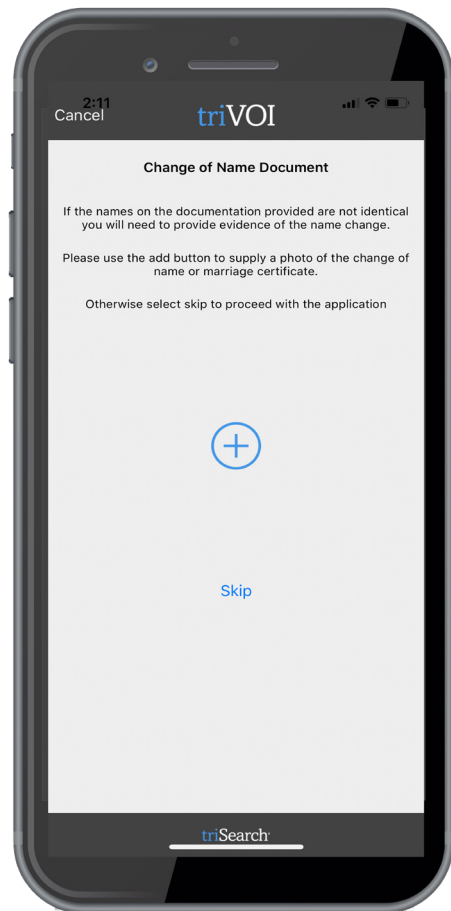 2:11
Cancel
triVOI
Change of Name Document
If the names on the documentation provided are not identical
you will need to provide evidence of the name change.
Please use the add button to supply a photo of the change of
name or marriage certificate.
Otherwise select skip to proceed with the application
Skip
triSearch